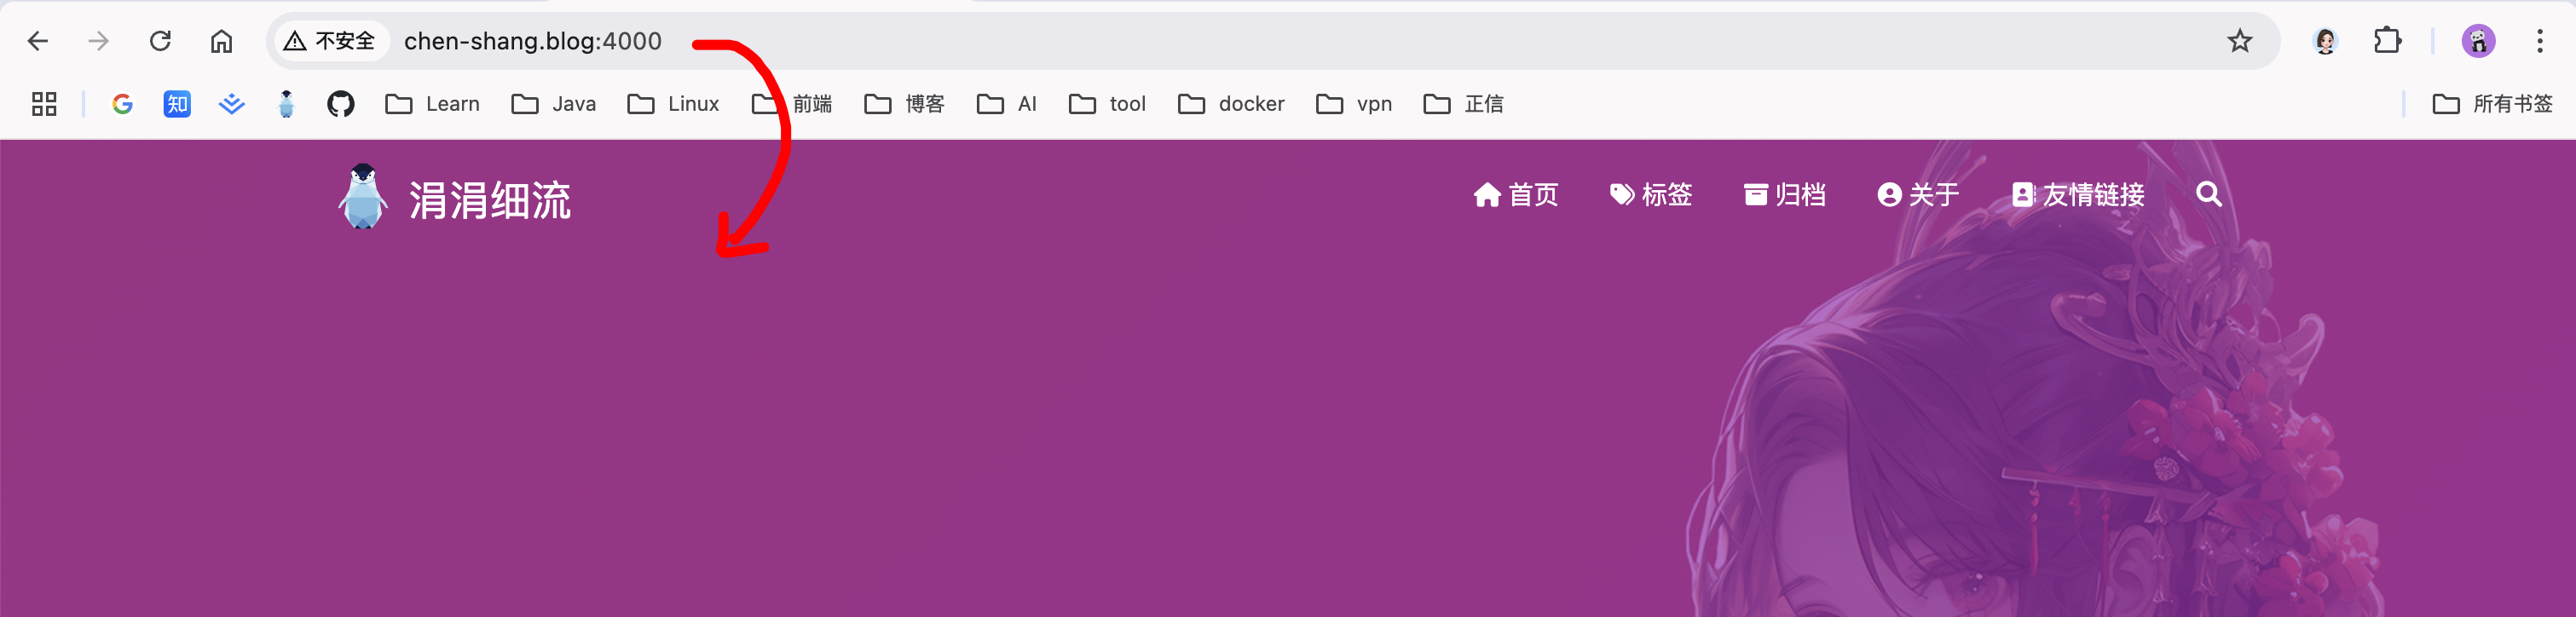 不安全 chen-shang.blog:4000
知 Learn Java Linux 前端 博客 AI tool docker vpn 正信 所有书签
涓涓细流 首页 标签 归档 关于 友情链接